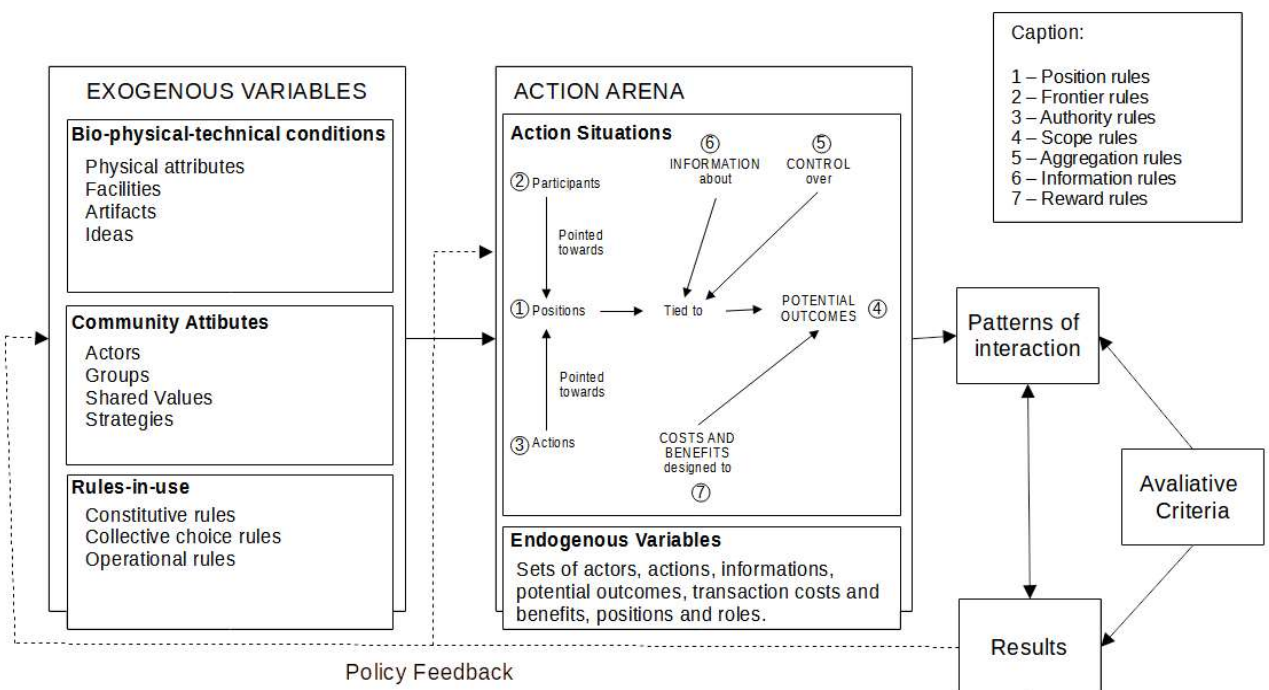 EXOGENOUS VARIABLES
Bio-physical-technical conditions
Physical attributes
Facilities
Artifacts
Ideas
Community Attibutes
Actors
Groups
Shared Values
Strategies
Rules-in-use
Constitutive rules
Collective choice rules
Operational rules
ACTION ARENA
Action Situations
2 Participants
Pointed
towards
1 Positions
Pointed
towards
3 Actions
6
INFORMATION
about
5
CONTROL
over
Tied to
POTENTIAL
OUTCOMES 4
COSTS AND
BENEFITS
designed to
7
Endogenous Variables
Sets of actors, actions, informations,
potential outcomes, transaction costs and
benefits, positions and roles.
Caption:
1 – Position rules
2 – Frontier rules
3 – Authority rules
4 – Scope rules
5 – Aggregation rules
6 – Information rules
7 – Reward rules
Patterns of
interaction
Avaliative
Criteria
Results
Policy Feedback